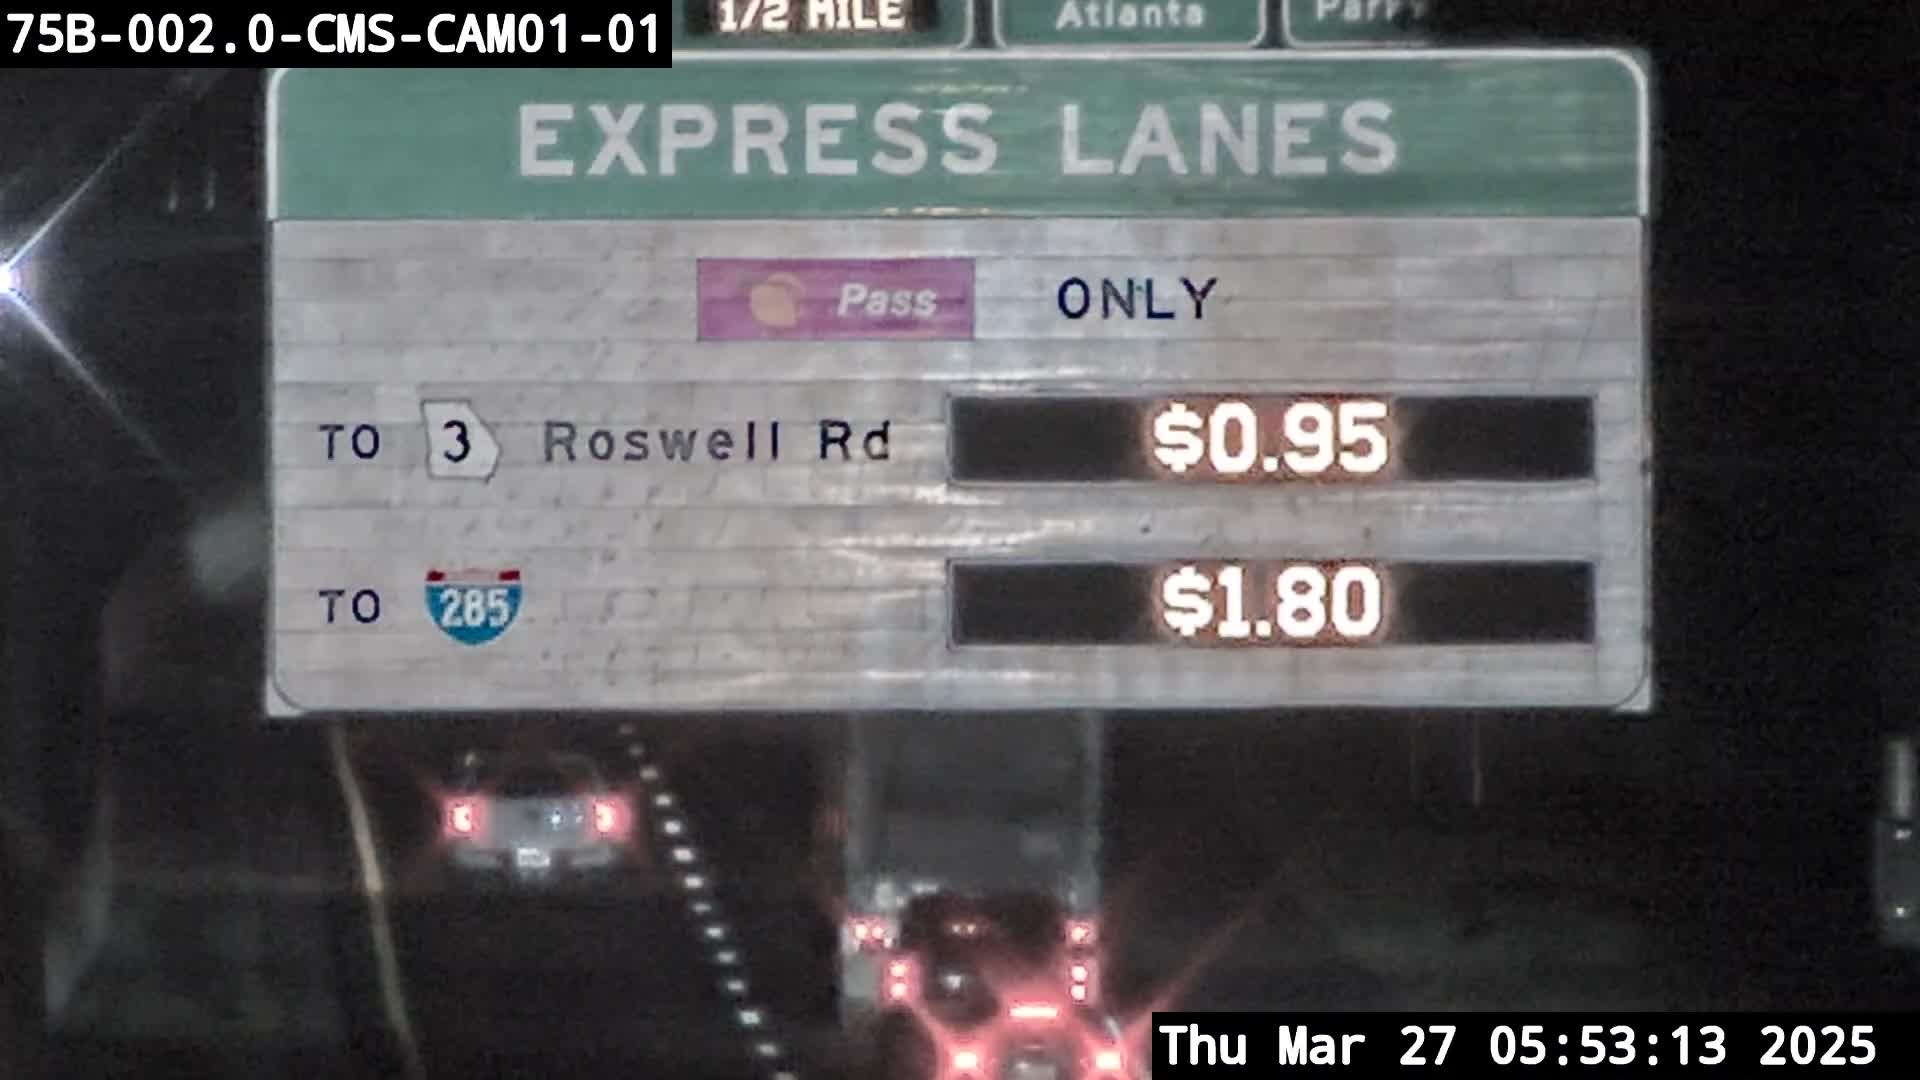 75B-002.0-CMS-CAM01-01
1/2 MILE
Atlanta
EXPRESS LANES
Pass ONLY
TO 3 Roswell Rd $0.95
TO 285 $1.80
Thu Mar 27 05:53:13 2025